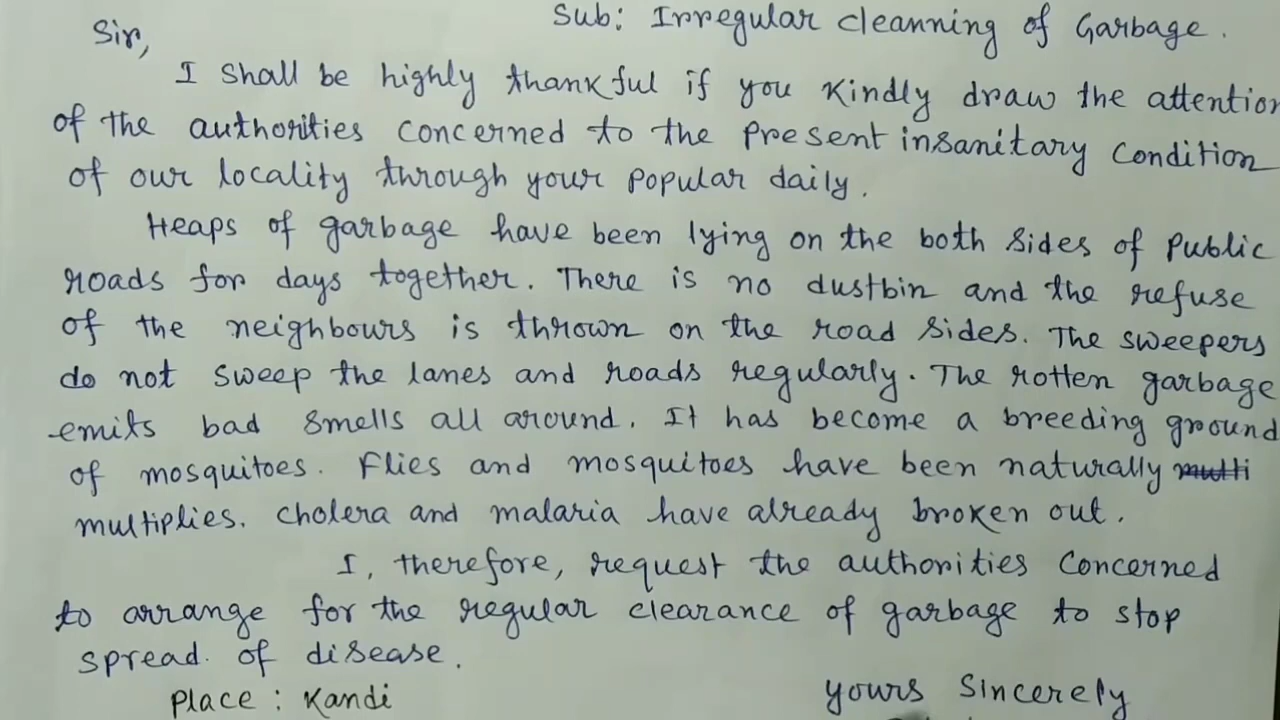 Sub: Irregular cleanning of Garbage.
Sir,
I shall be highly thankful if you kindly draw the attention
of the authorities concerned to the present insanitary condition
of our locality through your popular daily.
Heaps of garbage have been lying on the both sides of public
roads for days together. There is no dustbin and the refuse
of the neighbours is thrown on the road sides. The sweepers
do not sweep the lanes and roads regularly. The rotten garbage
emits bad smells all around. It has become a breeding ground
of mosquitoes. Flies and mosquitoes have been naturally multi
multiplies. Cholera and malaria have already broken out.
I, therefore, request the authorities concerned
to arrange for the regular clearance of garbage to stop
spread. of disease.
Place : Kandi
yours Sincerely